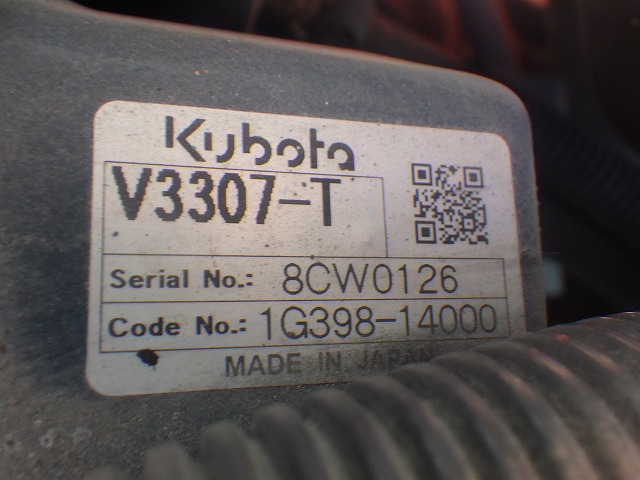 Kubota
V3307-T
Serial No.: 8CW0126
Code No.: 1G398-14000
MADE IN JAPAN